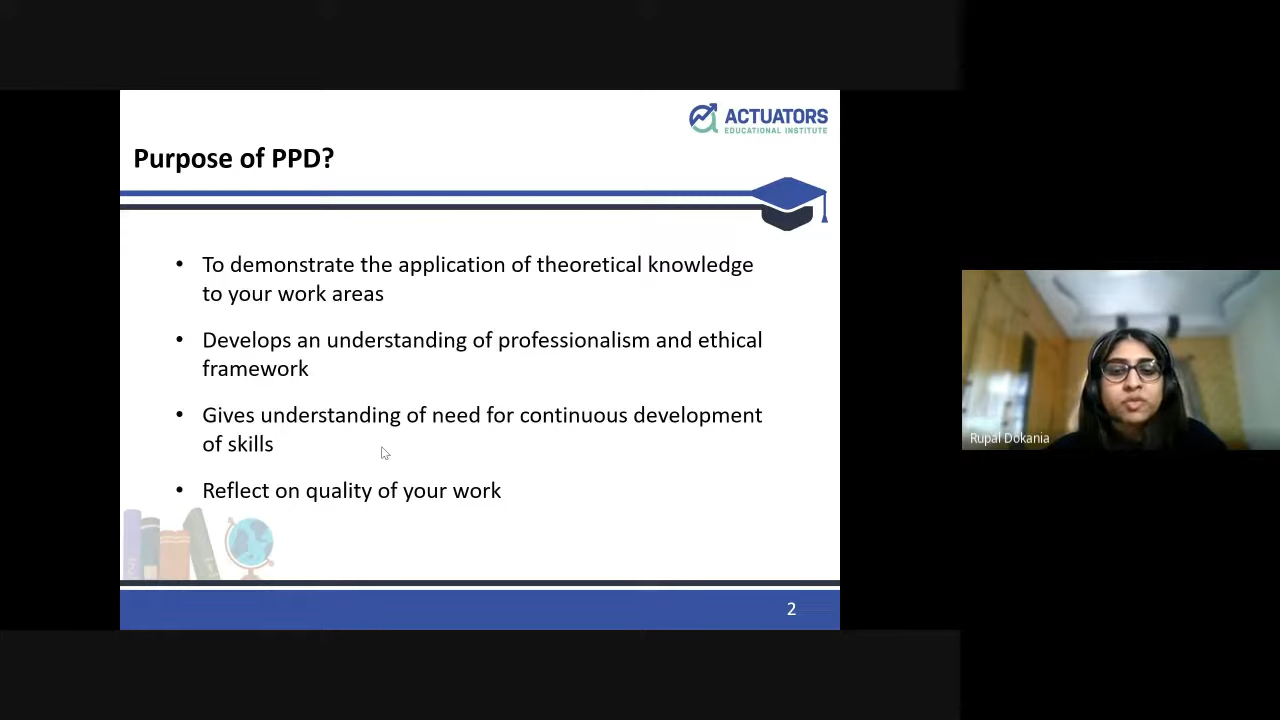 ACTUATORS
EDUCATIONAL INSTITUTE
Purpose of PPD?
• To demonstrate the application of theoretical knowledge
to your work areas
• Develops an understanding of professionalism and ethical
framework
• Gives understanding of need for continuous development
of skills
• Reflect on quality of your work
2
Rupal Dokania